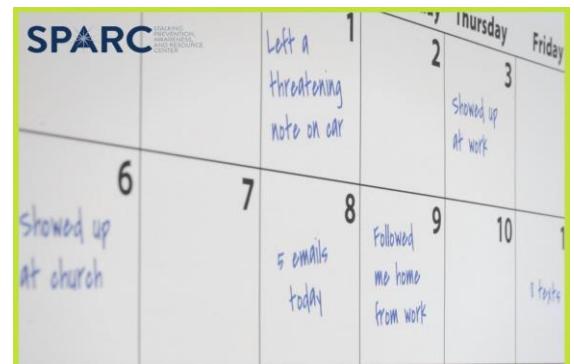 SPARC
STALKING
PREVENTION,
AWARENESS,
AND RESOURCE
CENTER
Thursday
Friday
1
Left a
threatening
note on car
2
3
Showed up
at work
6
Showed up
at church
7
8
5 emails
today
9
Followed
me home
from work
10
texts